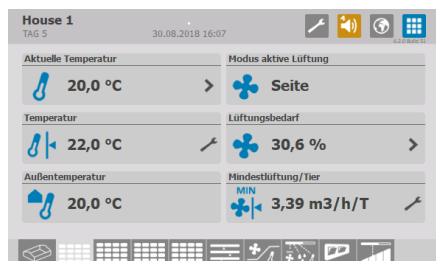 House 1
TAG 5
30.08.2018 16:07
Aktuelle Temperatur
20,0 °C
Modus aktive Lüftung
Seite
Temperatur
22,0 °C
Lüftungsbedarf
30,6 %
Außentemperatur
20,0 °C
Mindestlüftung/Tier
MIN
3,39 m3/h/T